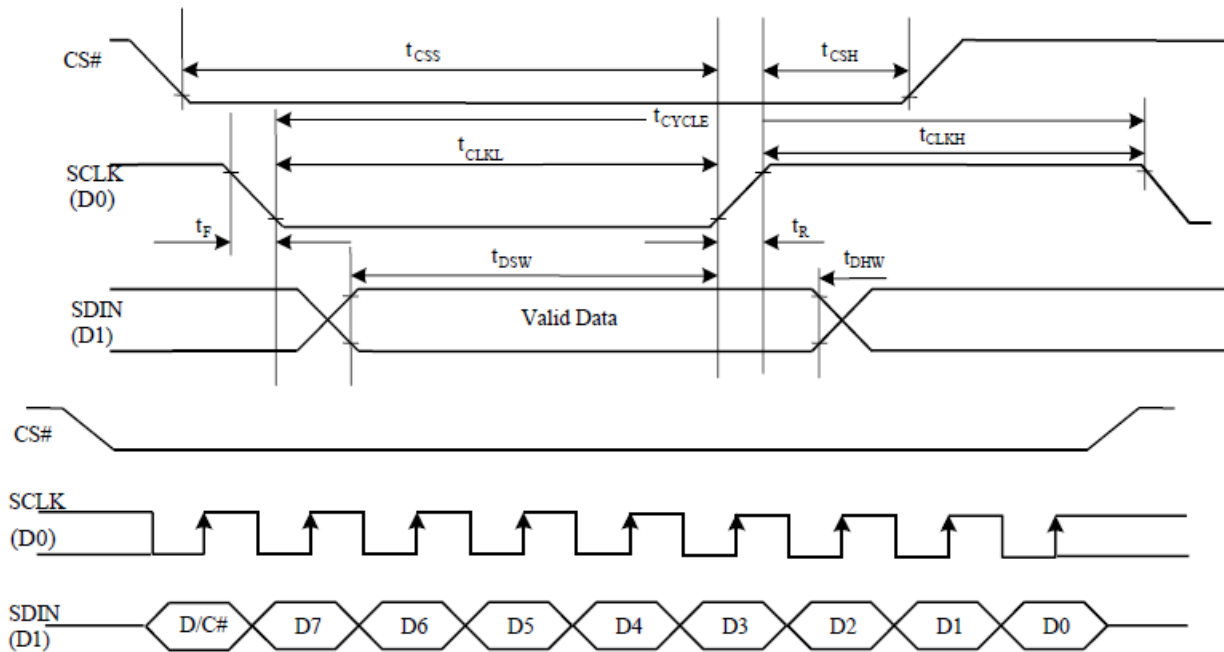 CS#
tCSS
tCSH
tCYCLE
tCLKL
tCLKH
SCLK
(D0)
tF
tR
tDSW
tDHW
SDIN
(D1)
Valid Data
CS#
SCLK
(D0)
SDIN
(D1)
D/C# D7 D6 D5 D4 D3 D2 D1 D0